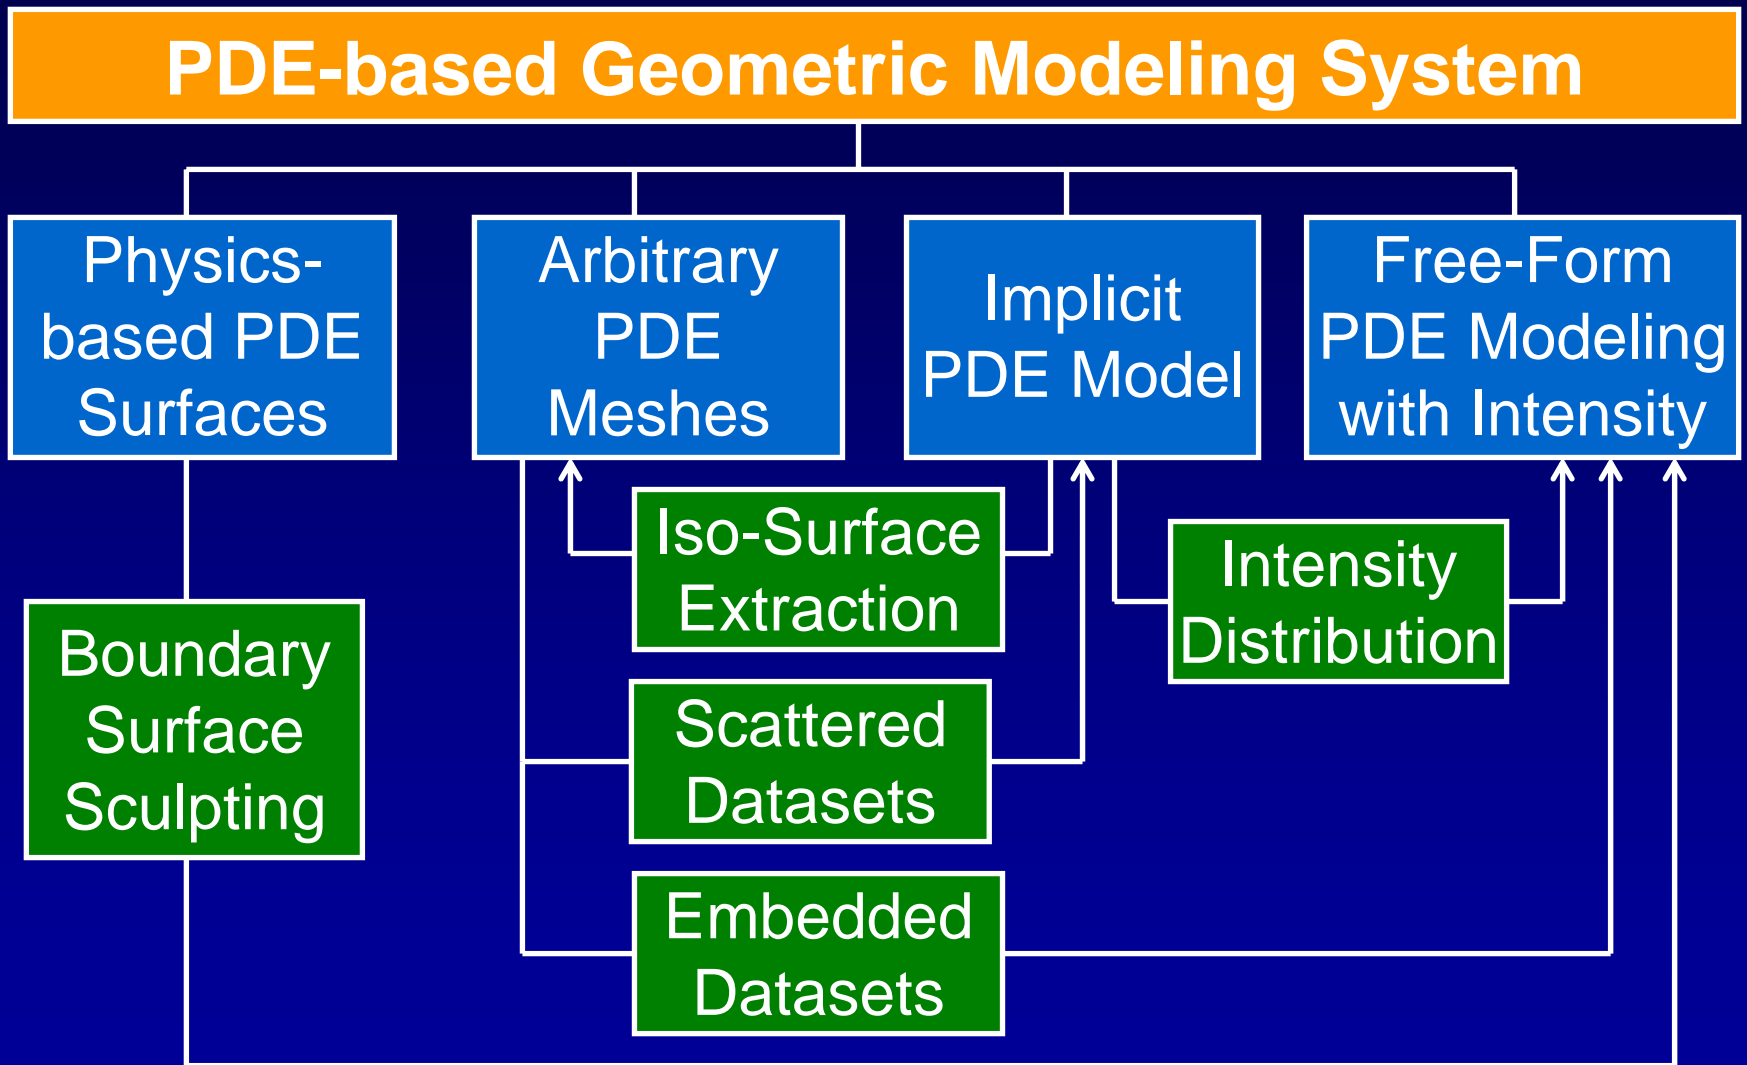 PDE-based Geometric Modeling System
Physics-
based PDE
Surfaces
Arbitrary
PDE
Meshes
Implicit
PDE Model
Free-Form
PDE Modeling
with Intensity
Iso-Surface
Extraction
Intensity
Distribution
Boundary
Surface
Sculpting
Scattered
Datasets
Embedded
Datasets